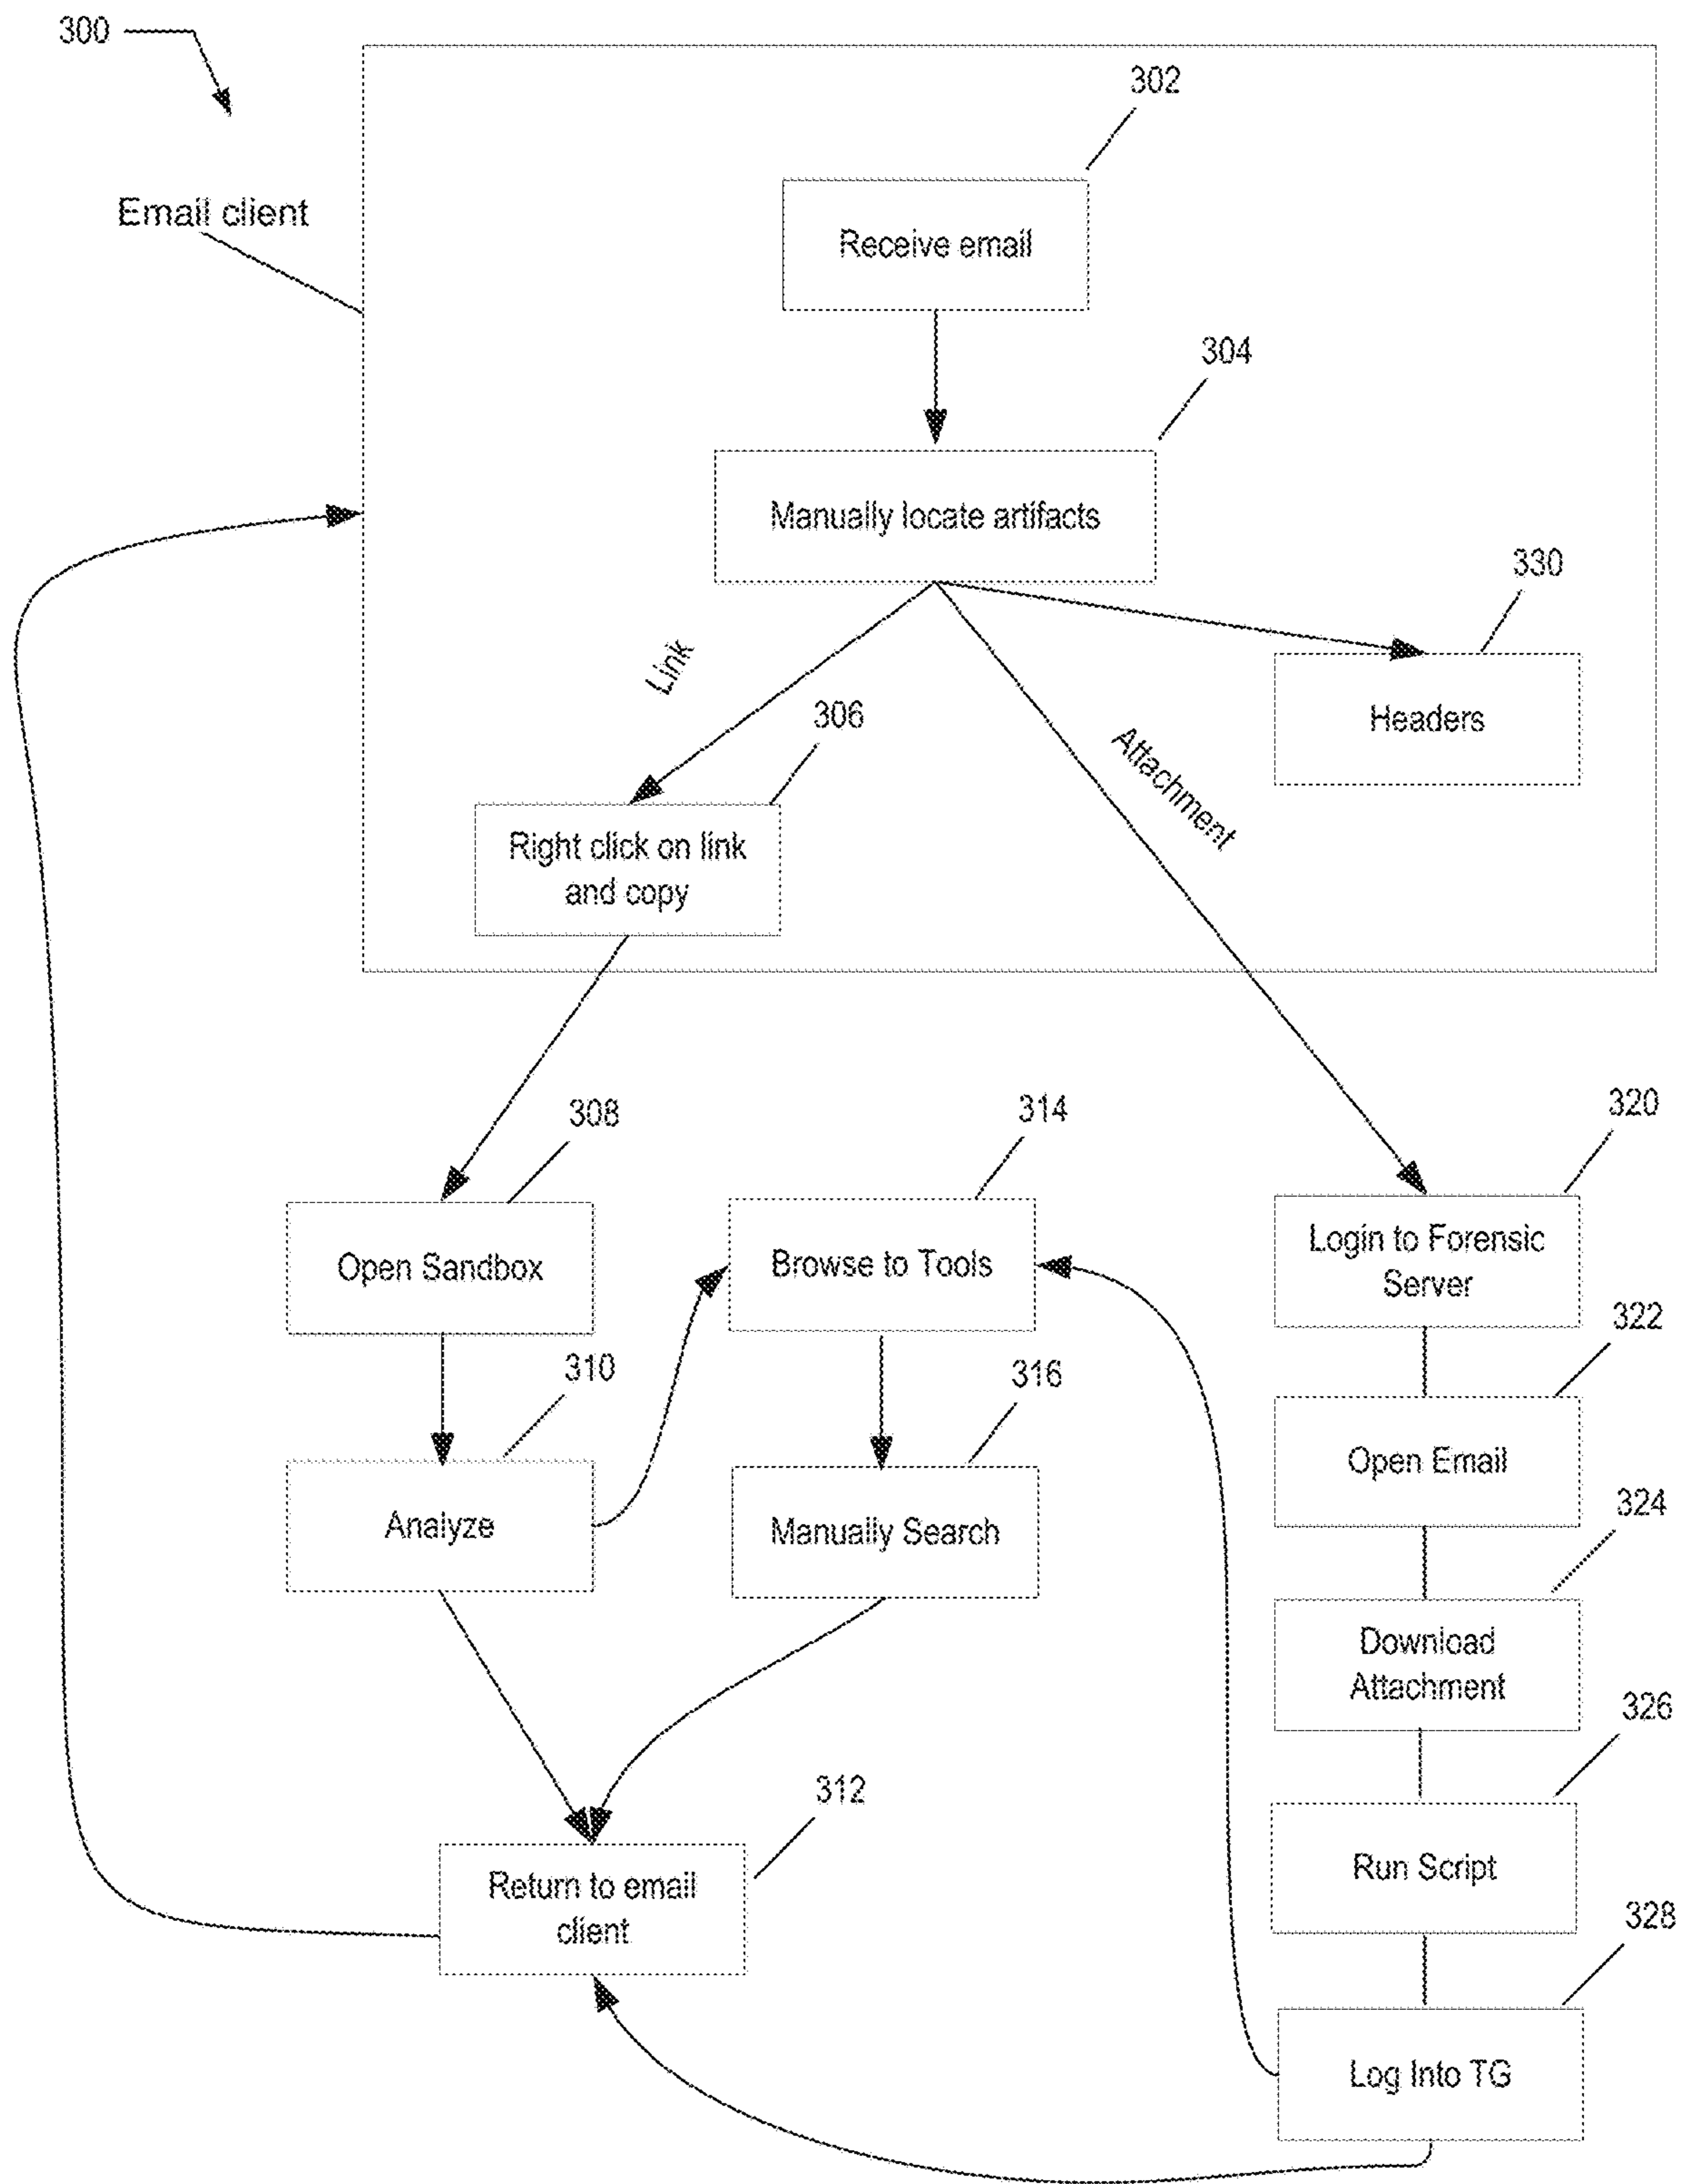 300
302
Email client
Receive email
304
Manually locate artifacts
330
Link
Headers
306
Attachment
Right click on link
and copy
308
314
320
Open Sandbox
Browse to Tools
Login to Forensic
Server
322
310
316
Open Email
Analyze
Manually Search
324
Download
Attachment
326
312
Run Script
Return to email
client
328
Log Into TG